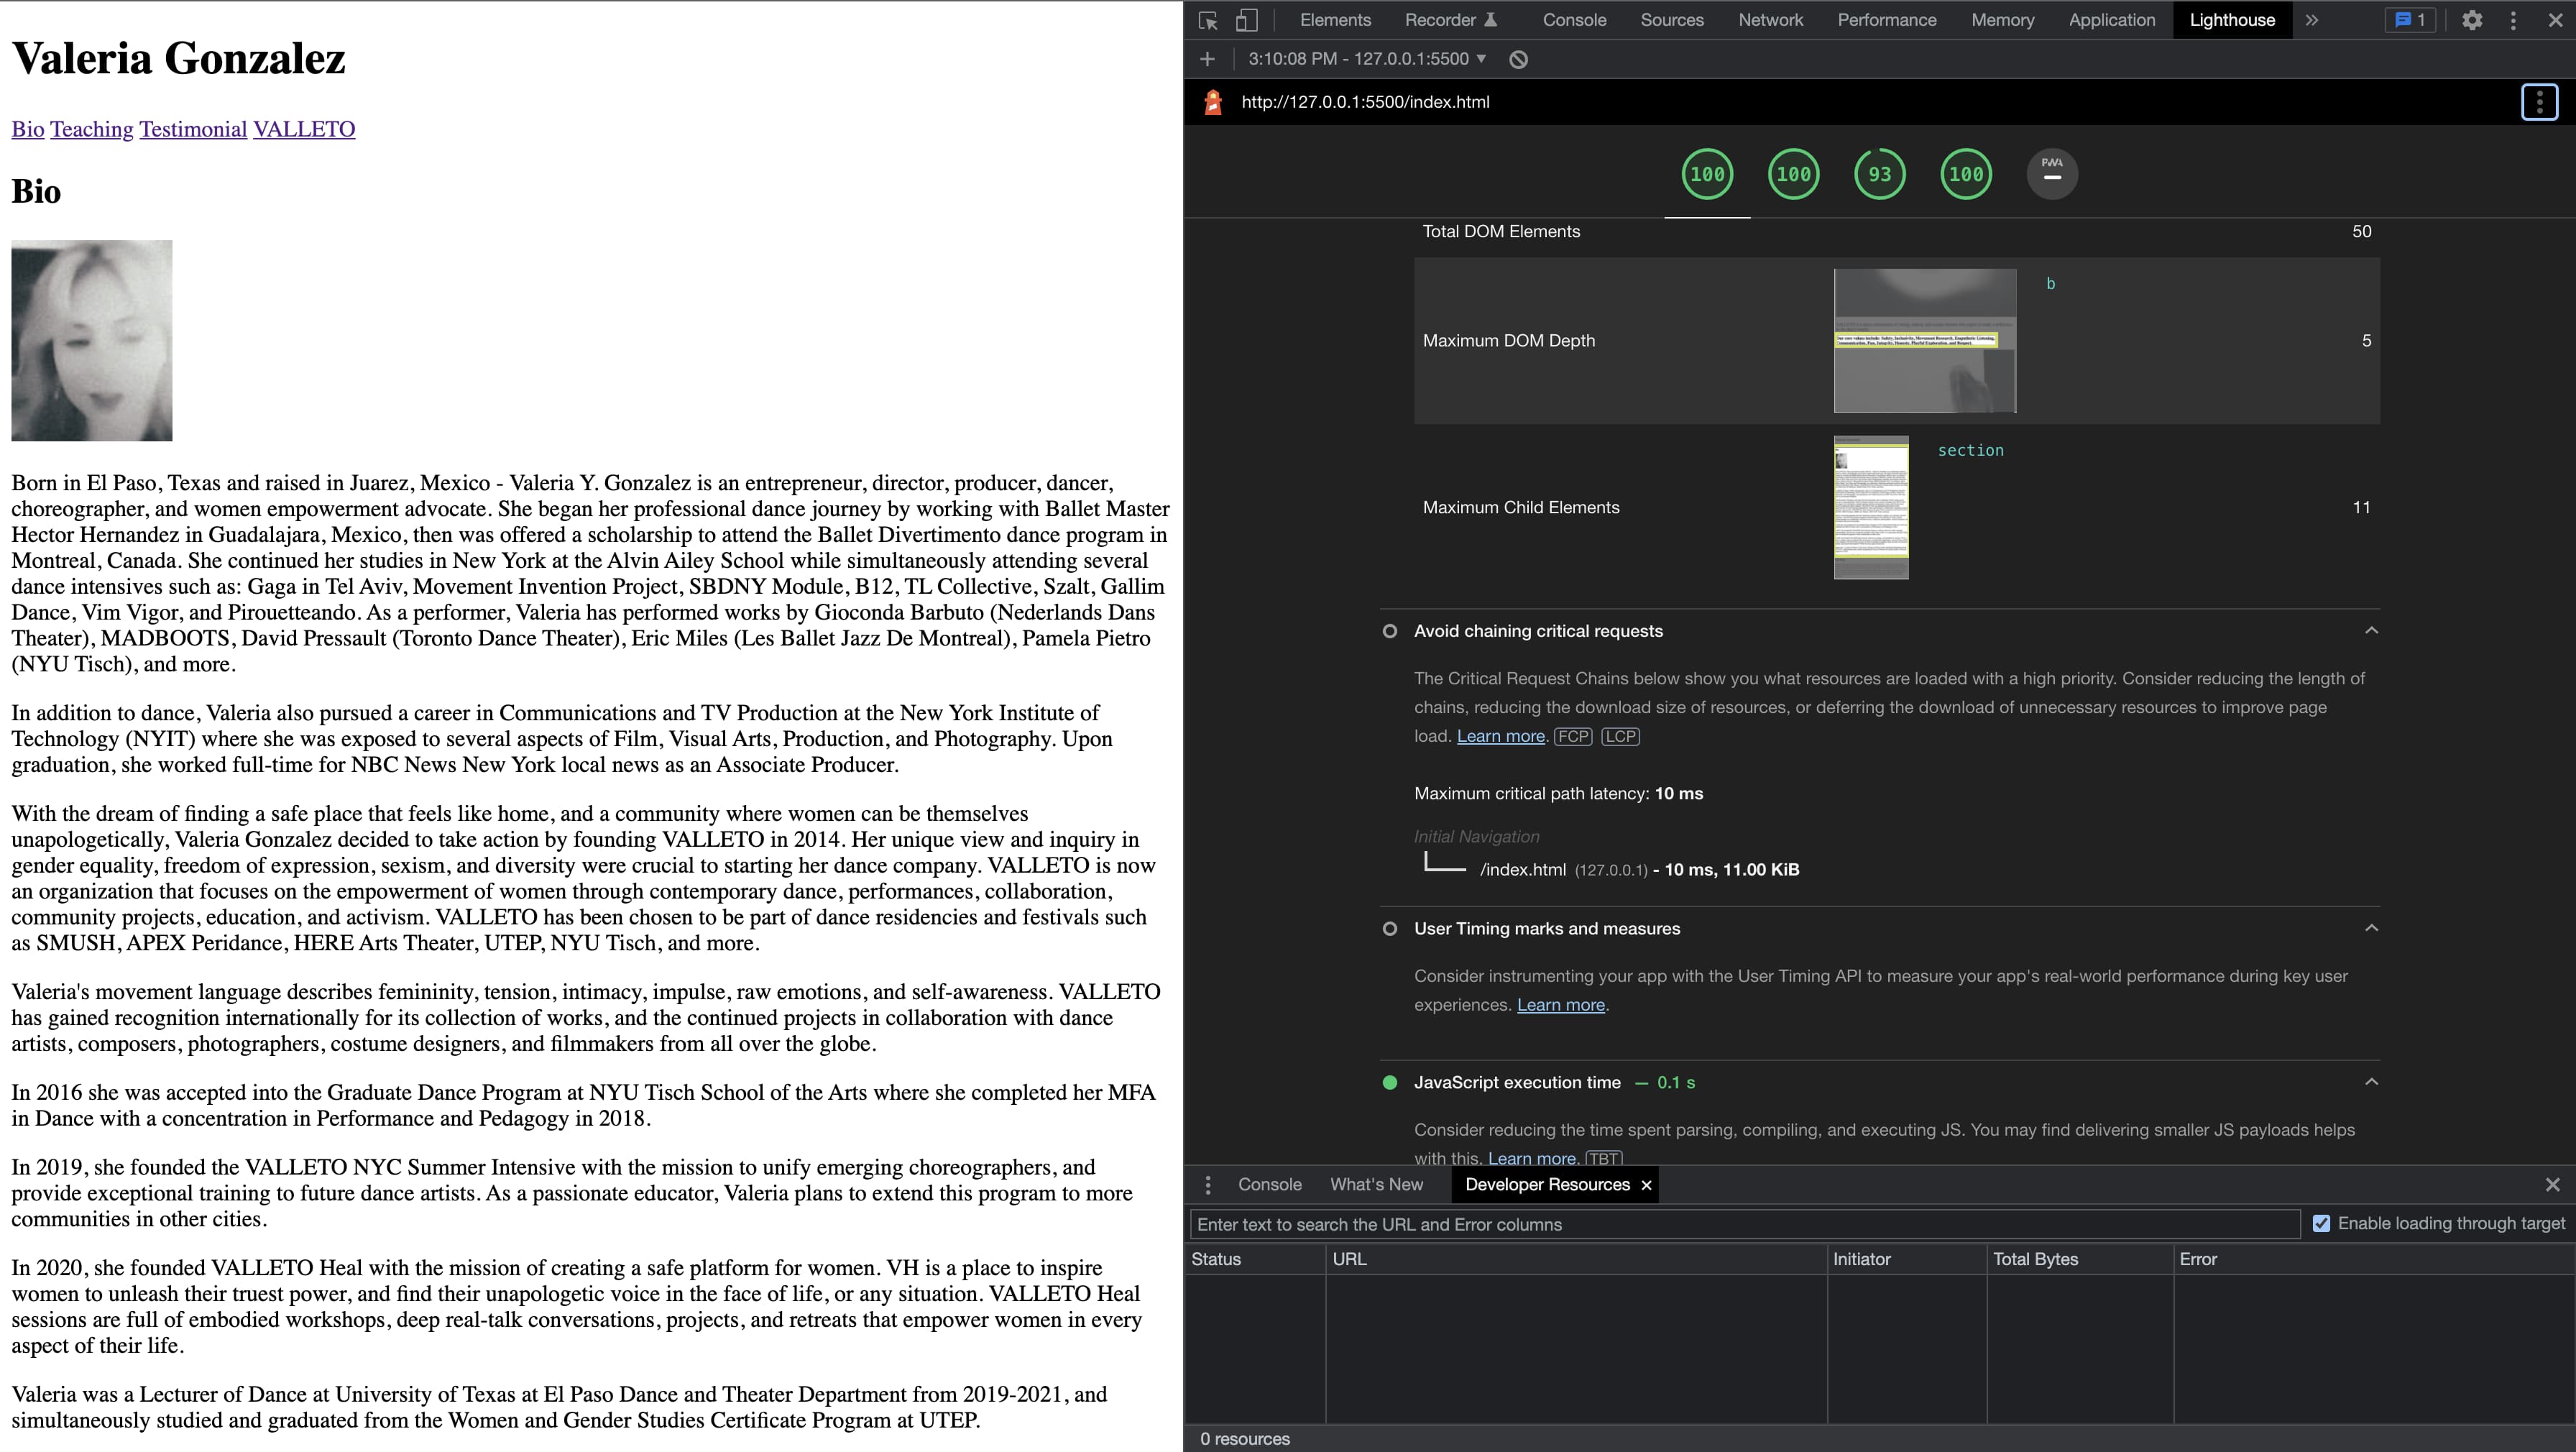 Valeria Gonzalez
Bio Teaching Testimonial VALLETO
Bio
Born in El Paso, Texas and raised in Juarez, Mexico - Valeria Y. Gonzalez is an entrepreneur, director, producer, dancer,
choreographer, and women empowerment advocate. She began her professional dance journey by working with Ballet Master
Hector Hernandez in Guadalajara, Mexico, then was offered a scholarship to attend the Ballet Divertimento dance program in
Montreal, Canada. She continued her studies in New York at the Alvin Ailey School while simultaneously attending several
dance intensives such as: Gaga in Tel Aviv, Movement Invention Project, SBDNY Module, B12, TL Collective, Szalt, Gallim
Dance, Vim Vigor, and Pirouetteando. As a performer, Valeria has performed works by Gioconda Barbuto (Nederlands Dans
Theater), MADBOOTS, David Pressault (Toronto Dance Theater), Eric Miles (Les Ballet Jazz De Montreal), Pamela Pietro
(NYU Tisch), and more.
In addition to dance, Valeria also pursued a career in Communications and TV Production at the New York Institute of
Technology (NYIT) where she was exposed to several aspects of Film, Visual Arts, Production, and Photography. Upon
graduation, she worked full-time for NBC News New York local news as an Associate Producer.
With the dream of finding a safe place that feels like home, and a community where women can be themselves
unapologetically, Valeria Gonzalez decided to take action by founding VALLETO in 2014. Her unique view and inquiry in
gender equality, freedom of expression, sexism, and diversity were crucial to starting her dance company. VALLETO is now
an organization that focuses on the empowerment of women through contemporary dance, performances, collaboration,
community projects, education, and activism. VALLETO has been chosen to be part of dance residencies and festivals such
as SMUSH, APEX Peridance, HERE Arts Theater, UTEP, NYU Tisch, and more.
Valeria's movement language describes femininity, tension, intimacy, impulse, raw emotions, and self-awareness. VALLETO
has gained recognition internationally for its collection of works, and the continued projects in collaboration with dance
artists, composers, photographers, costume designers, and filmmakers from all over the globe.
In 2016 she was accepted into the Graduate Dance Program at NYU Tisch School of the Arts where she completed her MFA
in Dance with a concentration in Performance and Pedagogy in 2018.
In 2019, she founded the VALLETO NYC Summer Intensive with the mission to unify emerging choreographers, and
provide exceptional training to future dance artists. As a passionate educator, Valeria plans to extend this program to more
communities in other cities.
In 2020, she founded VALLETO Heal with the mission of creating a safe platform for women. VH is a place to inspire
women to unleash their truest power, and find their unapologetic voice in the face of life, or any situation. VALLETO Heal
sessions are full of embodied workshops, deep real-talk conversations, projects, and retreats that empower women in every
aspect of their life.
Valeria was a Lecturer of Dance at University of Texas at El Paso Dance and Theater Department from 2019-2021, and
simultaneously studied and graduated from the Women and Gender Studies Certificate Program at UTEP.
Elements Recorder Console Sources Network Performance Memory Application Lighthouse 1
3:10:08 PM - 127.0.0.1:5500
http://127.0.0.1:5500/index.html
100 100 93 100 PWA
Total DOM Elements 50
b
Maximum DOM Depth 5
section
Maximum Child Elements 11
Avoid chaining critical requests
The Critical Request Chains below show you what resources are loaded with a high priority. Consider reducing the length of
chains, reducing the download size of resources, or deferring the download of unnecessary resources to improve page
load. Learn more. FCP LCP
Maximum critical path latency: 10 ms
Initial Navigation
/index.html (127.0.0.1) - 10 ms, 11.00 KiB
User Timing marks and measures
Consider instrumenting your app with the User Timing API to measure your app's real-world performance during key user
experiences. Learn more.
JavaScript execution time — 0.1 s
Consider reducing the time spent parsing, compiling, and executing JS. You may find delivering smaller JS payloads helps
with this. Learn more. TBT
Console What's New Developer Resources
Enter text to search the URL and Error columns Enable loading through target
Status URL Initiator Total Bytes Error
0 resources